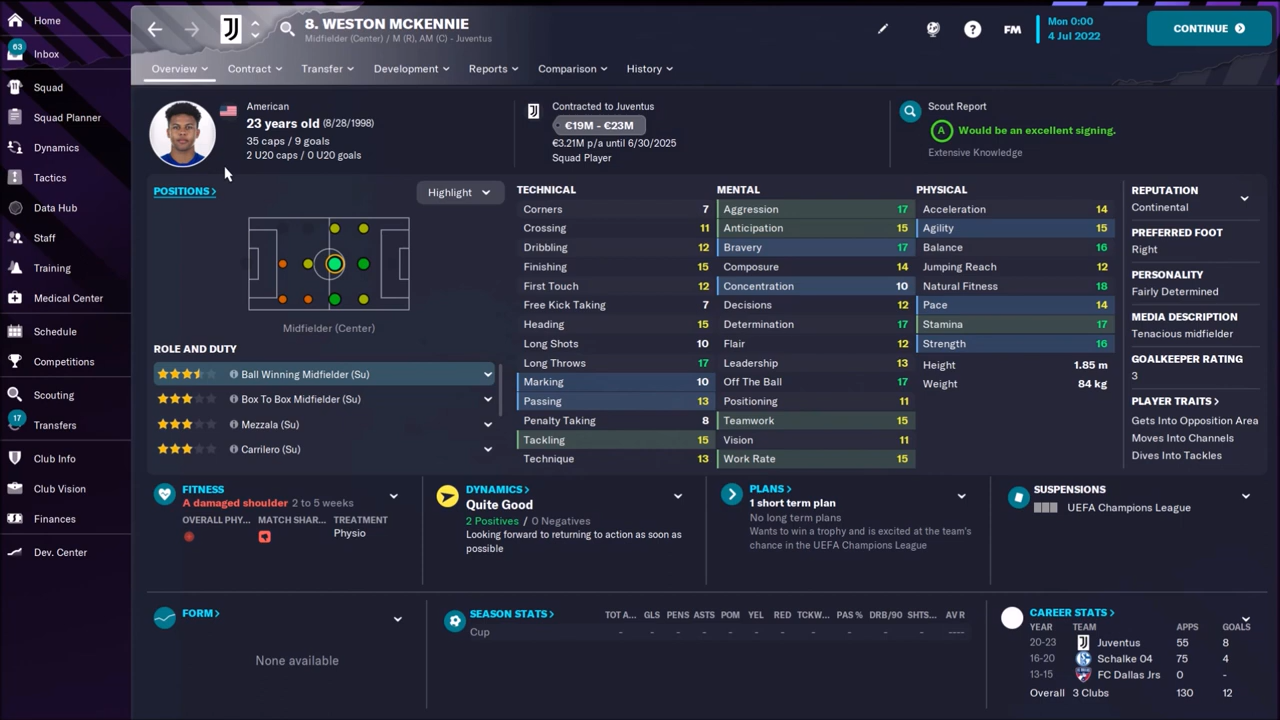 Home
63
Inbox
Squad
Squad Planner
Dynamics
Tactics
Data Hub
Staff
Training
Medical Center
Schedule
Competitions
Scouting
17
Transfers
Club Info
Club Vision
Finances
Dev. Center
8. WESTON MCKENNIE
Midfielder (Center) / M (R), AM (C) - Juventus
FM
Mon 0:00
4 Jul 2022
CONTINUE
Overview
Contract
Transfer
Development
Reports
Comparison
History
American
23 years old (8/28/1998)
35 caps / 9 goals
2 U20 caps / 0 U20 goals
Contracted to Juventus
€19M - €23M
€3.21M p/a until 6/30/2025
Squad Player
Scout Report
A Would be an excellent signing.
Extensive Knowledge
POSITIONS >
Highlight
Midfielder (Center)
ROLE AND DUTY
Ball Winning Midfielder (Su)
Box To Box Midfielder (Su)
Mezzala (Su)
Carrilero (Su)
TECHNICAL
Corners 7
Crossing 11
Dribbling 12
Finishing 15
First Touch 12
Free Kick Taking 7
Heading 15
Long Shots 10
Long Throws 17
Marking 10
Passing 13
Penalty Taking 8
Tackling 15
Technique 13
MENTAL
Aggression 17
Anticipation 15
Bravery 17
Composure 14
Concentration 10
Decisions 12
Determination 17
Flair 12
Leadership 13
Off The Ball 17
Positioning 11
Teamwork 15
Vision 11
Work Rate 15
PHYSICAL
Acceleration 14
Agility 15
Balance 16
Jumping Reach 12
Natural Fitness 18
Pace 14
Stamina 17
Strength 16
Height 1.85 m
Weight 84 kg
REPUTATION
Continental
PREFERRED FOOT
Right
PERSONALITY
Fairly Determined
MEDIA DESCRIPTION
Tenacious midfielder
GOALKEEPER RATING
3
PLAYER TRAITS >
Gets Into Opposition Area
Moves Into Channels
Dives Into Tackles
FITNESS
A damaged shoulder 2 to 5 weeks
OVERALL PHY... MATCH SHAR... TREATMENT
Physio
DYNAMICS >
Quite Good
2 Positives / 0 Negatives
Looking forward to returning to action as soon as
possible
PLANS >
1 short term plan
No long term plans
Wants to win a trophy and is excited at the team's
chance in the UEFA Champions League
SUSPENSIONS
UEFA Champions League
FORM >
None available
SEASON STATS >
TOT A... GLS PENS ASTS POM YEL RED TCKW... PAS % DRB/90 SHTS... AV R
Cup - - - - - - - - - - - ----
CAREER STATS >
YEAR TEAM APPS GOALS
20-23 Juventus 55 8
16-20 Schalke 04 75 4
13-15 FC Dallas Jrs 0 -
Overall 3 Clubs 130 12